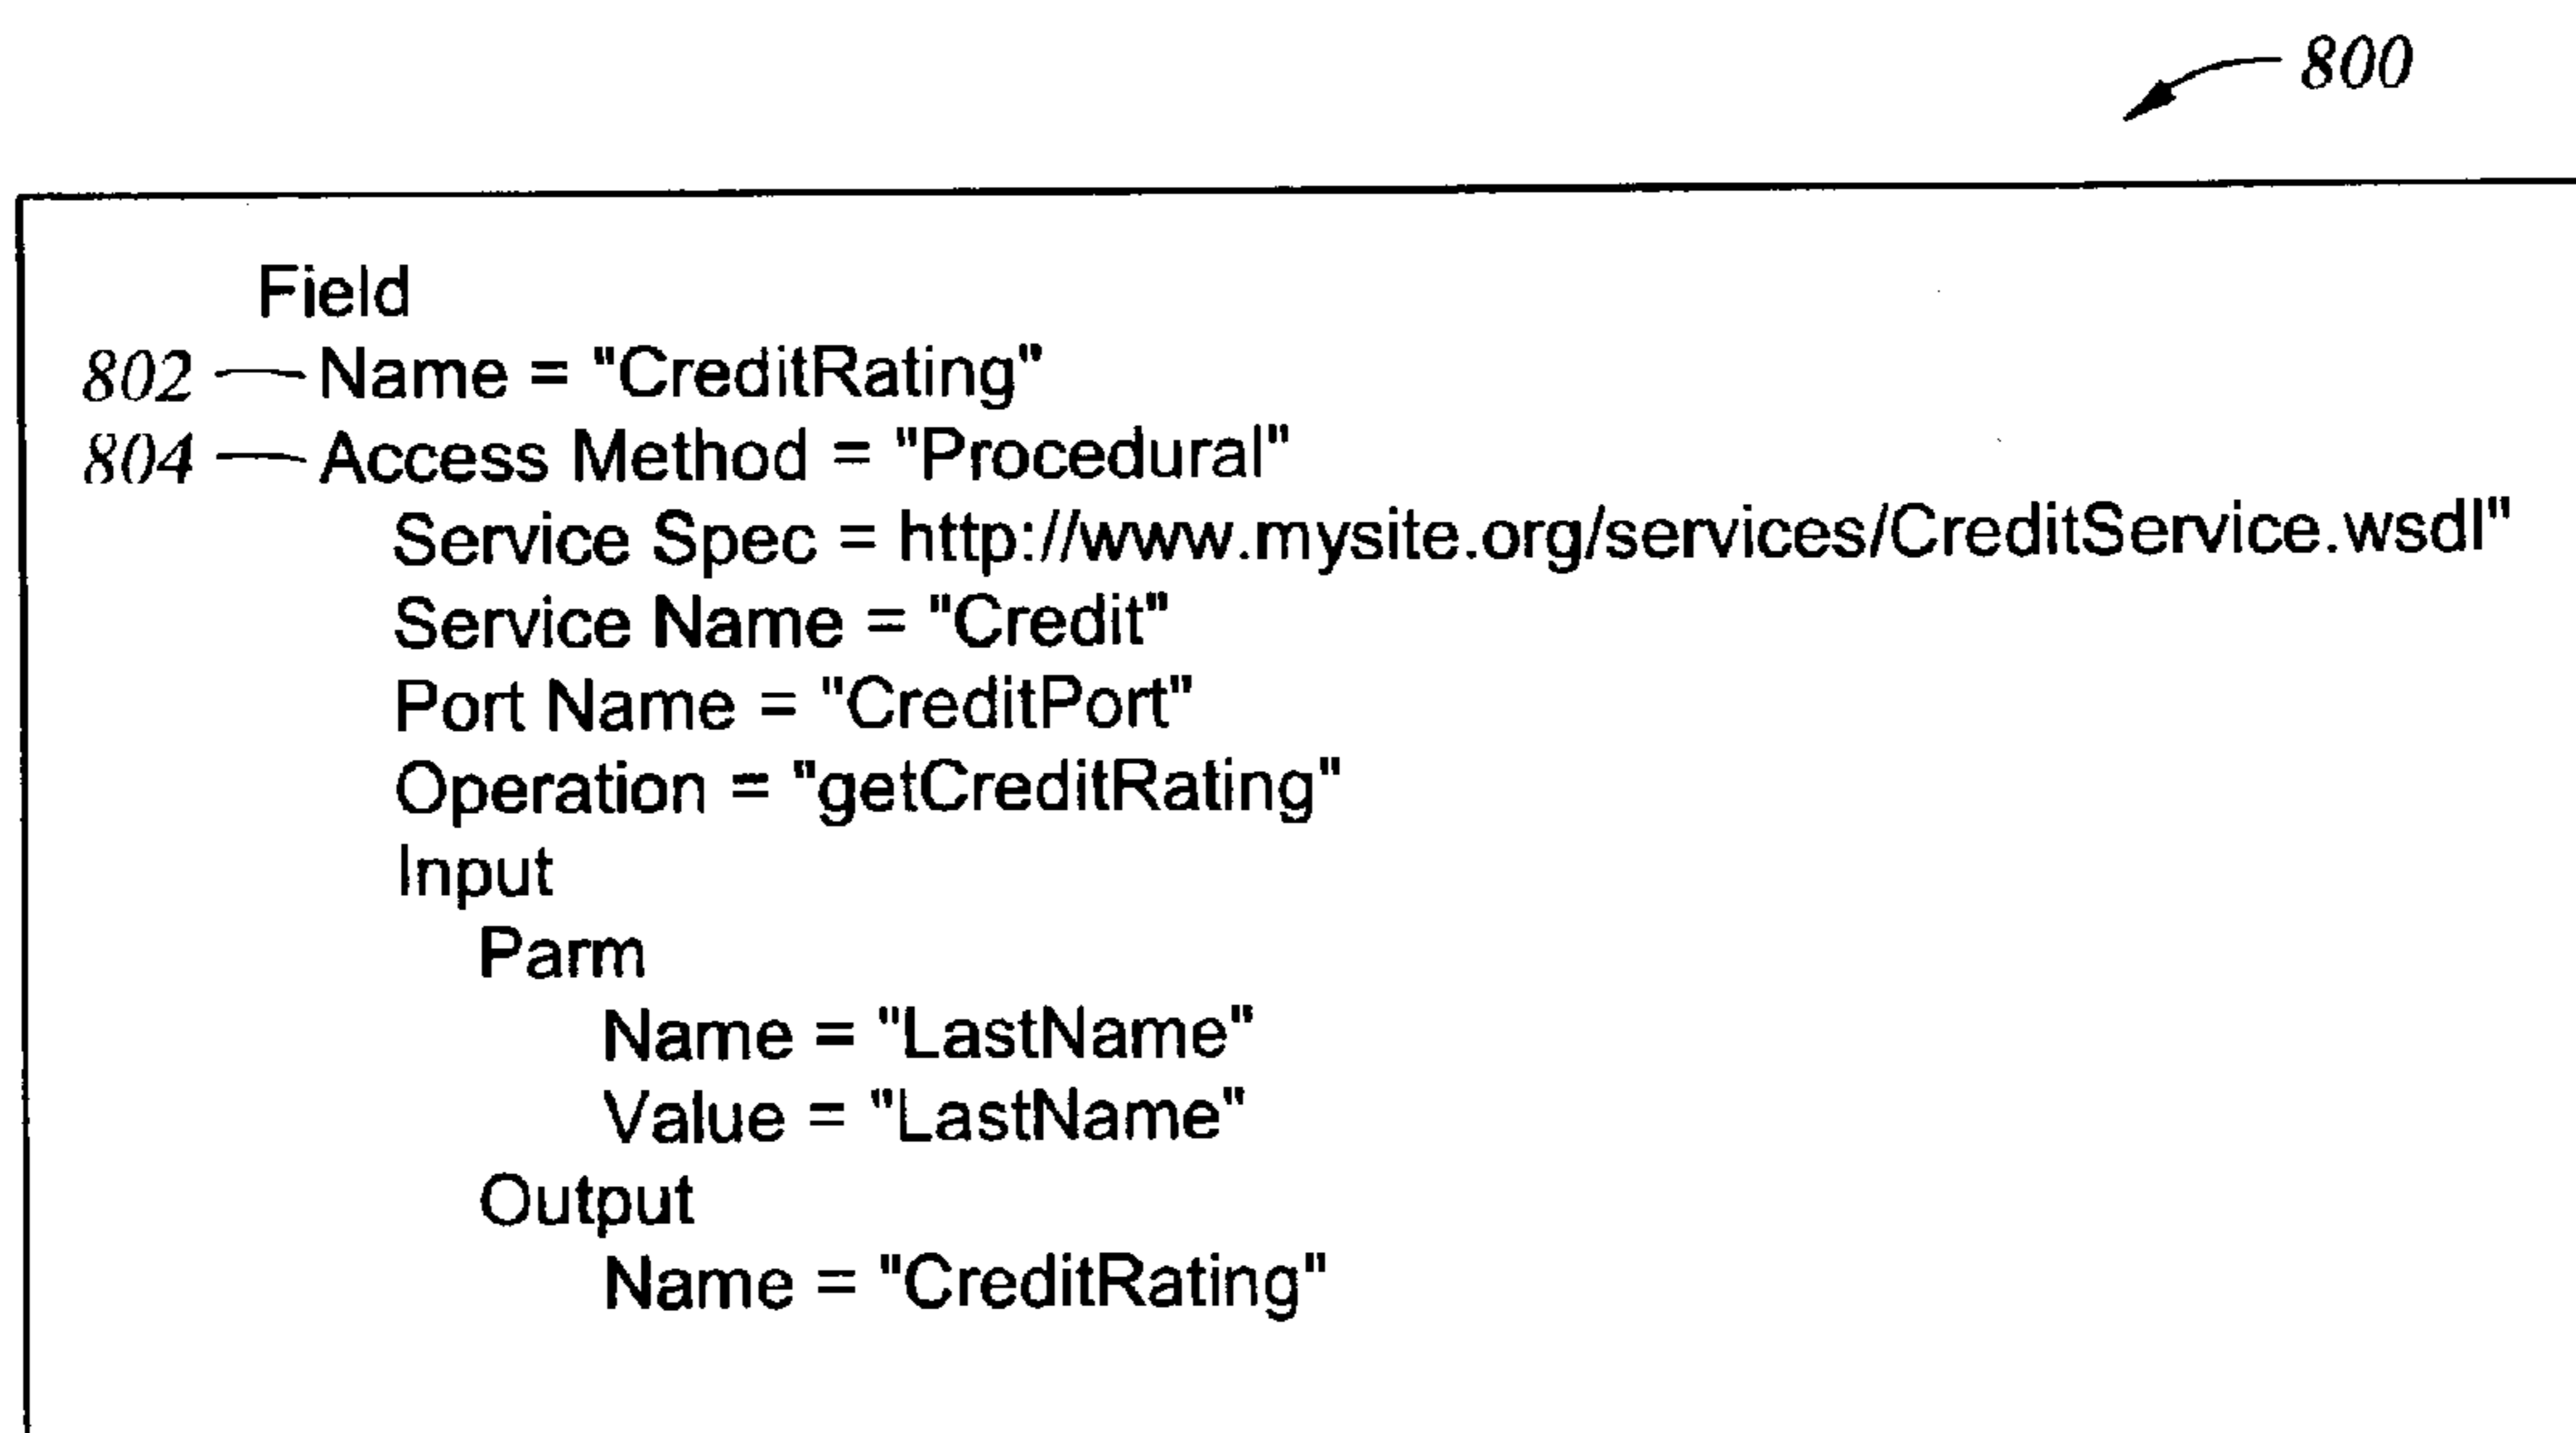 800
Field
802 — Name = "CreditRating"
804 — Access Method = "Procedural"
Service Spec = http://www.mysite.org/services/CreditService.wsdl"
Service Name = "Credit"
Port Name = "CreditPort"
Operation = "getCreditRating"
Input
Parm
Name = "LastName"
Value = "LastName"
Output
Name = "CreditRating"